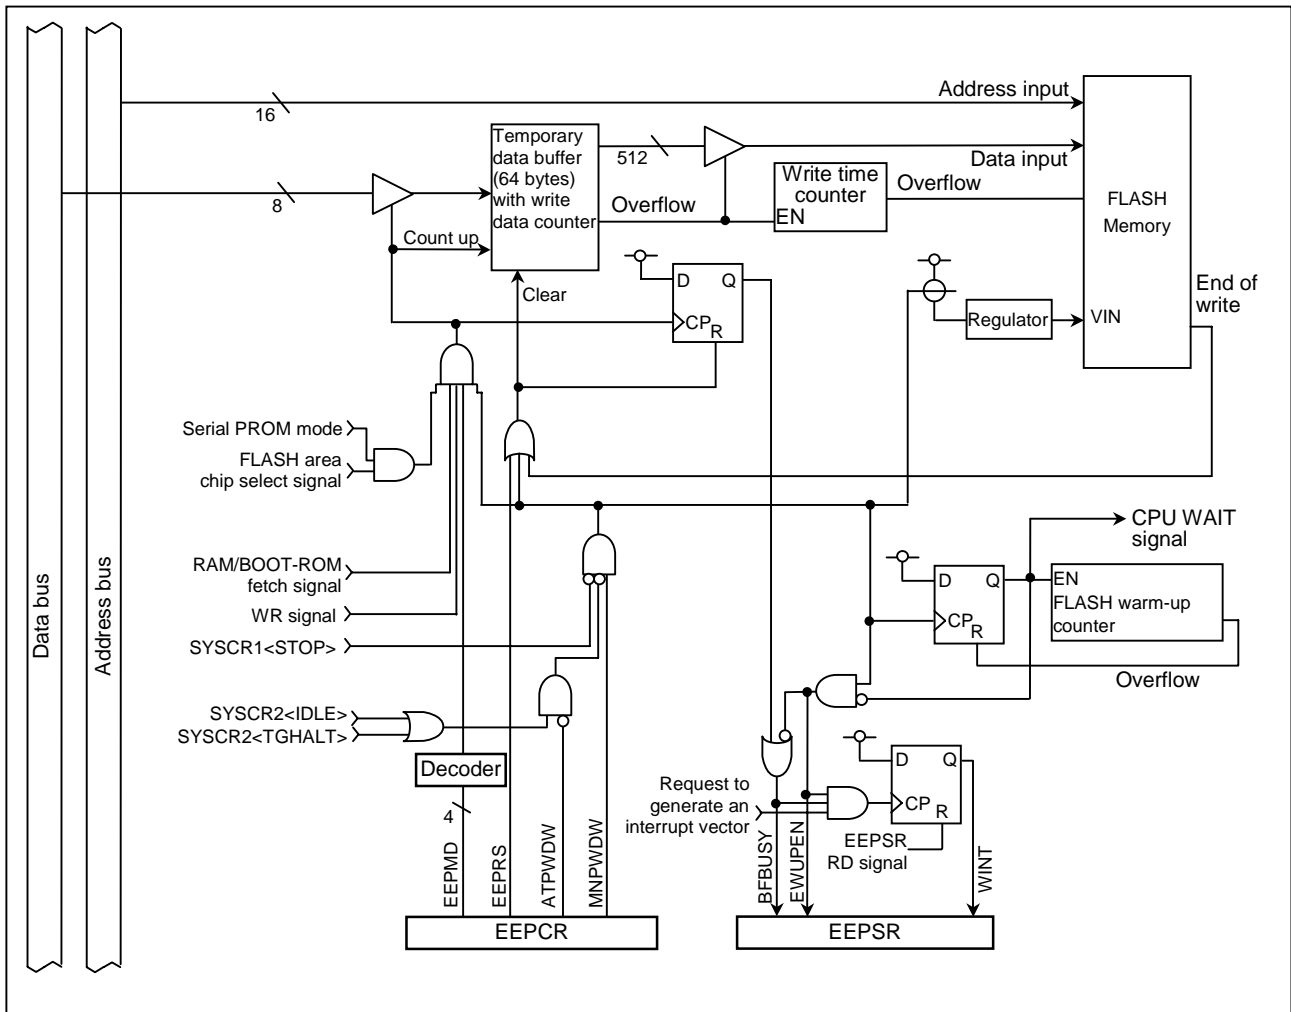 Data bus
Address bus
16
Address input
Temporary
data buffer
(64 bytes)
with write
data counter
512
Data input
8
Overflow
Write time
counter
EN
Overflow
FLASH
Memory
Count up
Clear
D
Q
CP
R
Regulator
VIN
End of
write
Serial PROM mode
FLASH area
chip select signal
RAM/BOOT-ROM
fetch signal
WR signal
SYSCR1<STOP>
SYSCR2<IDLE>
SYSCR2<TGHALT>
Decoder
4
EEPMD
EEPRS
ATPWDW
MNPWDW
EEPCR
CPU WAIT
signal
D
Q
CP
R
EN
FLASH warm-up
counter
Overflow
Request to
generate an
interrupt vector
D
Q
CP
R
EEPSR
RD signal
BFBUSY
EWUPEN
WINT
EEPSR